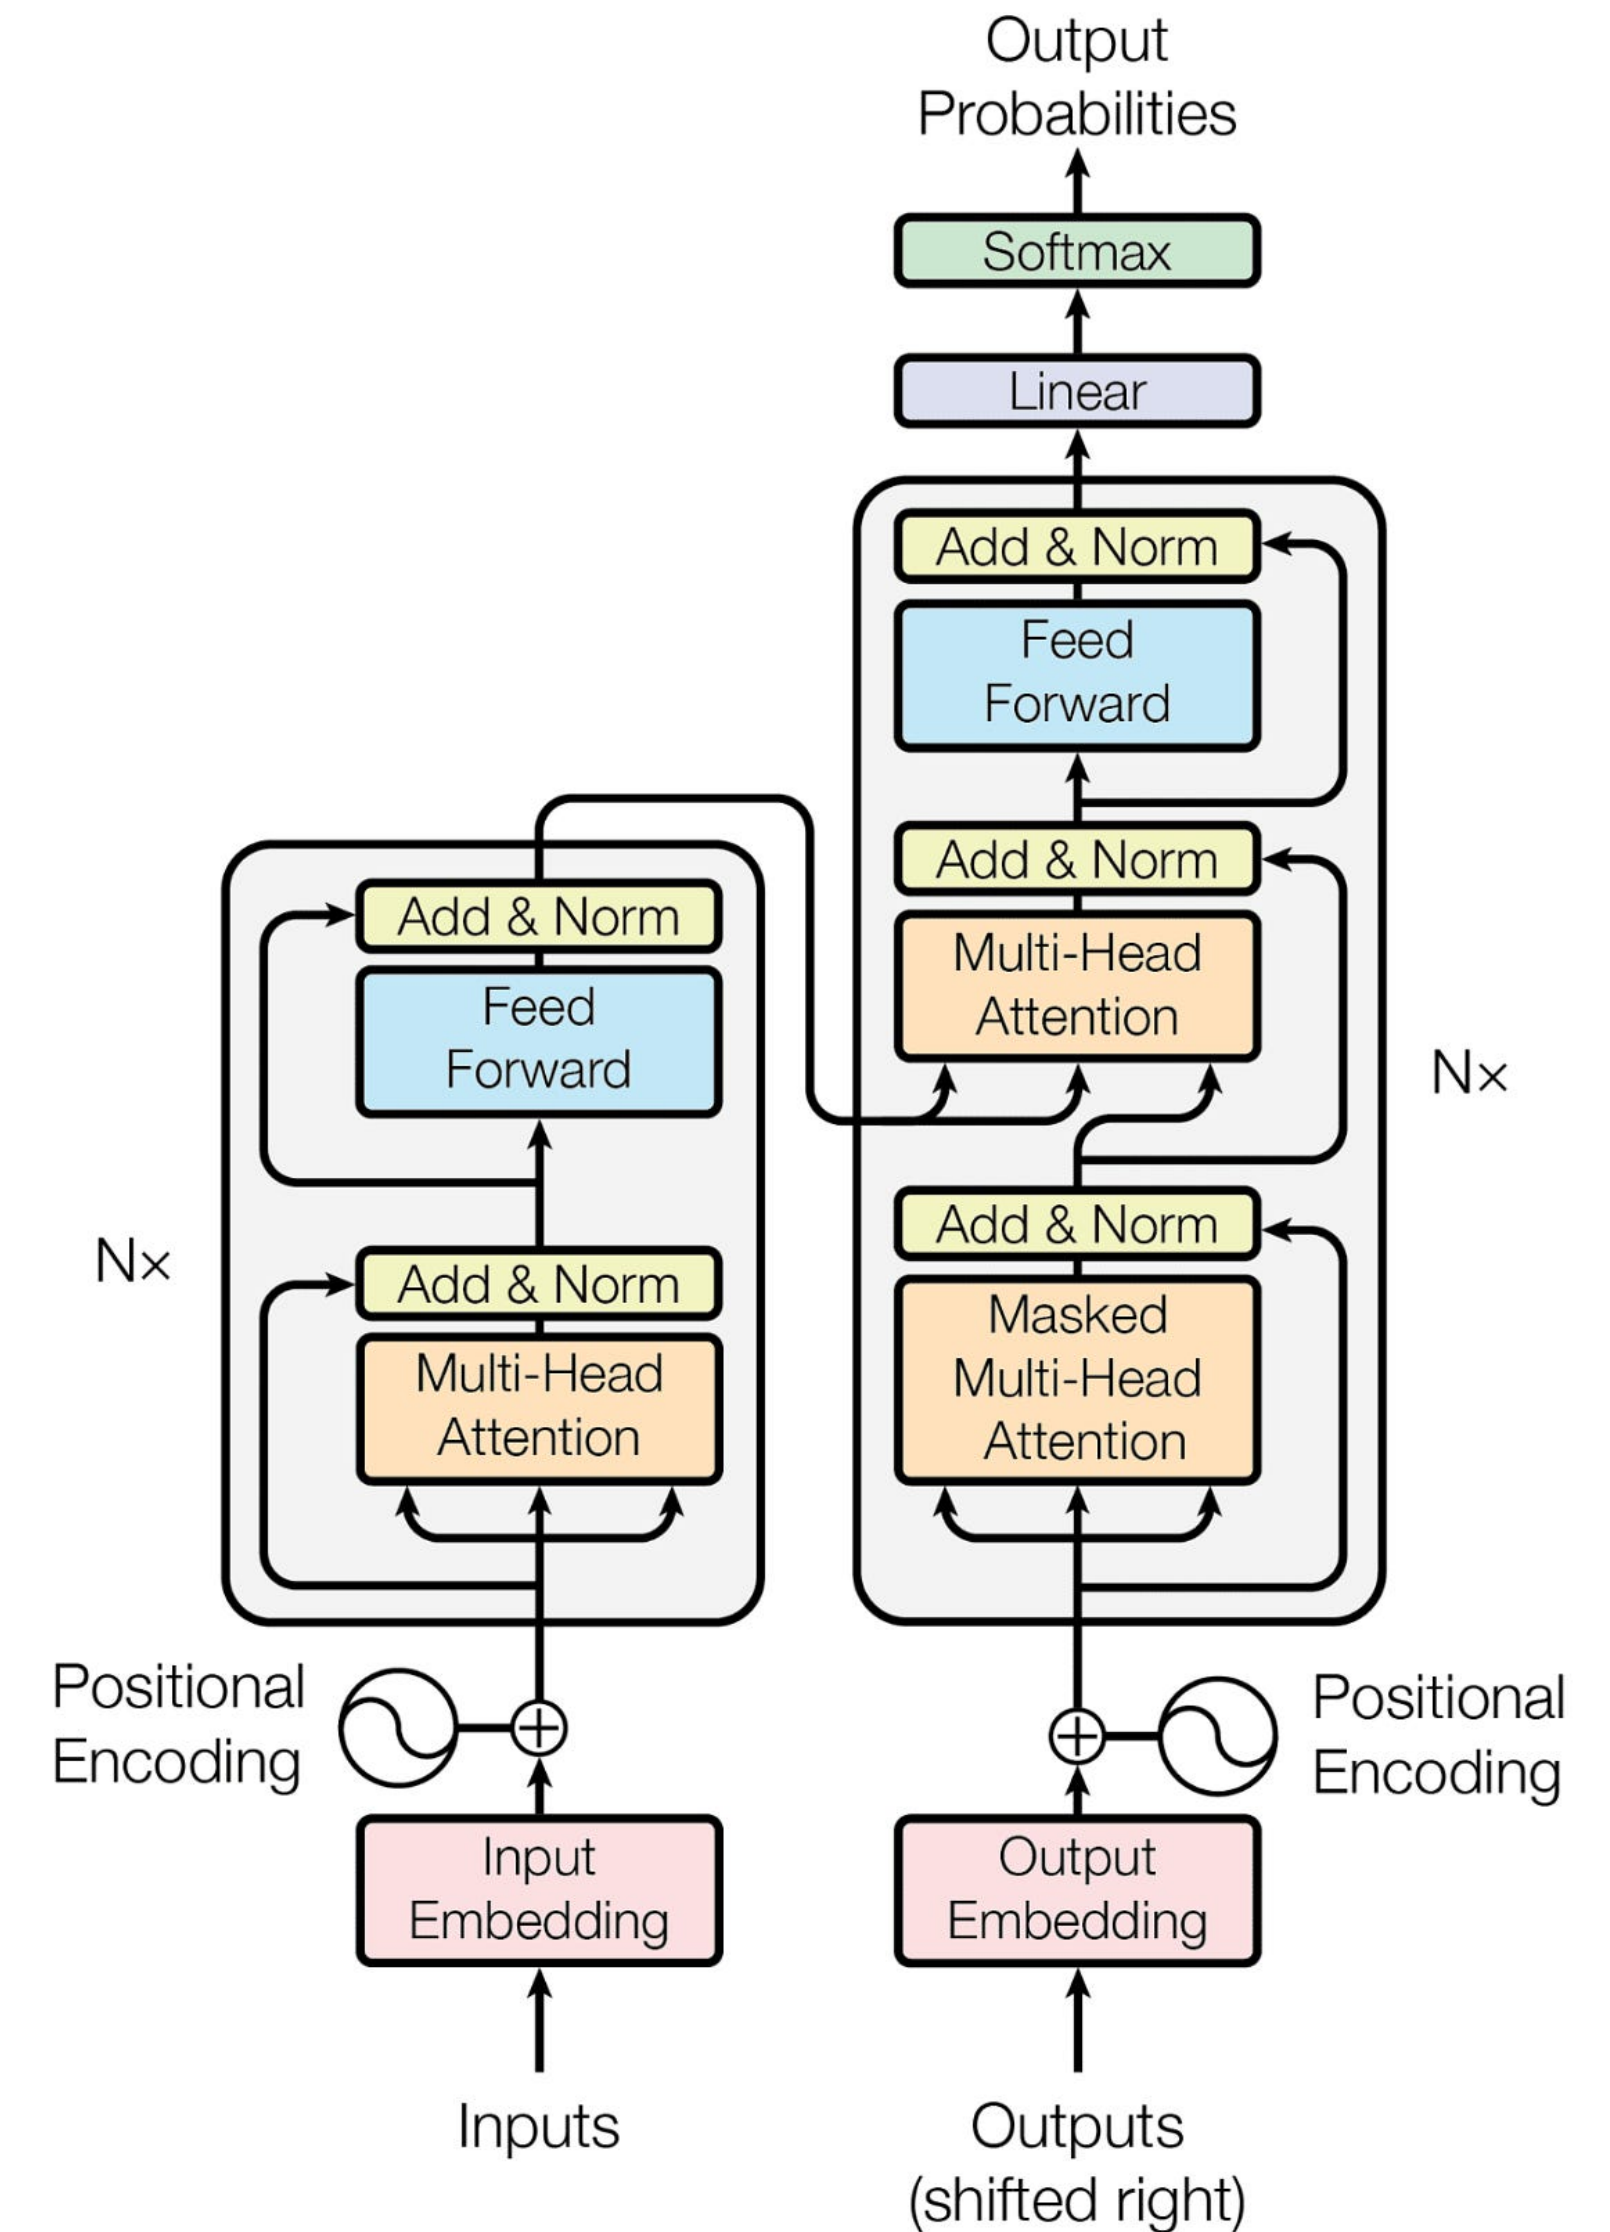 Output
Probabilities
Softmax
Linear
Add & Norm
Feed
Forward
Add & Norm
Multi-Head
Attention
Nx
Add & Norm
Masked
Multi-Head
Attention
Add & Norm
Feed
Forward
Nx
Add & Norm
Multi-Head
Attention
Positional
Encoding
Positional
Encoding
Input
Embedding
Output
Embedding
Inputs
Outputs
(shifted right)